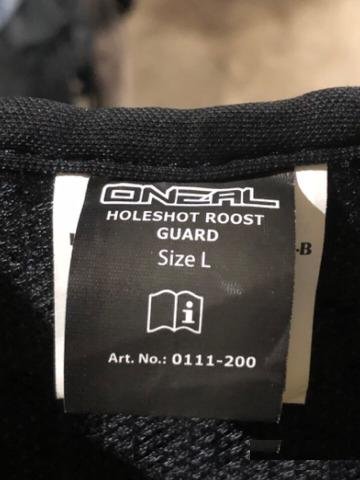 ONEAL
HOLESHOT ROOST
GUARD
Size L
i
Art. No.: 0111-200
-B